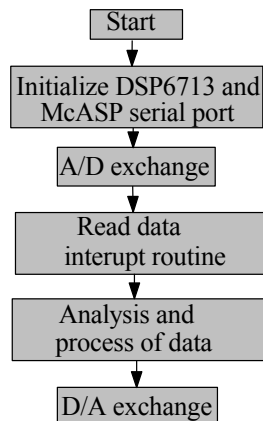 Start
Initialize DSP6713 and
McASP serial port
A/D exchange
Read data
interupt routine
Analysis and
process of data
D/A exchange